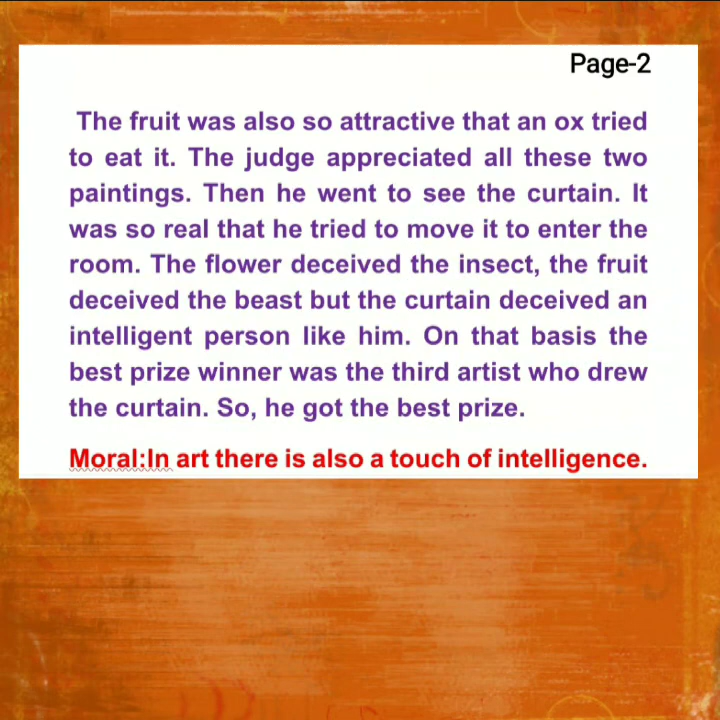 Page-2
The fruit was also so attractive that an ox tried
to eat it. The judge appreciated all these two
paintings. Then he went to see the curtain. It
was so real that he tried to move it to enter the
room. The flower deceived the insect, the fruit
deceived the beast but the curtain deceived an
intelligent person like him. On that basis the
best prize winner was the third artist who drew
the curtain. So, he got the best prize.
Moral:In art there is also a touch of intelligence.